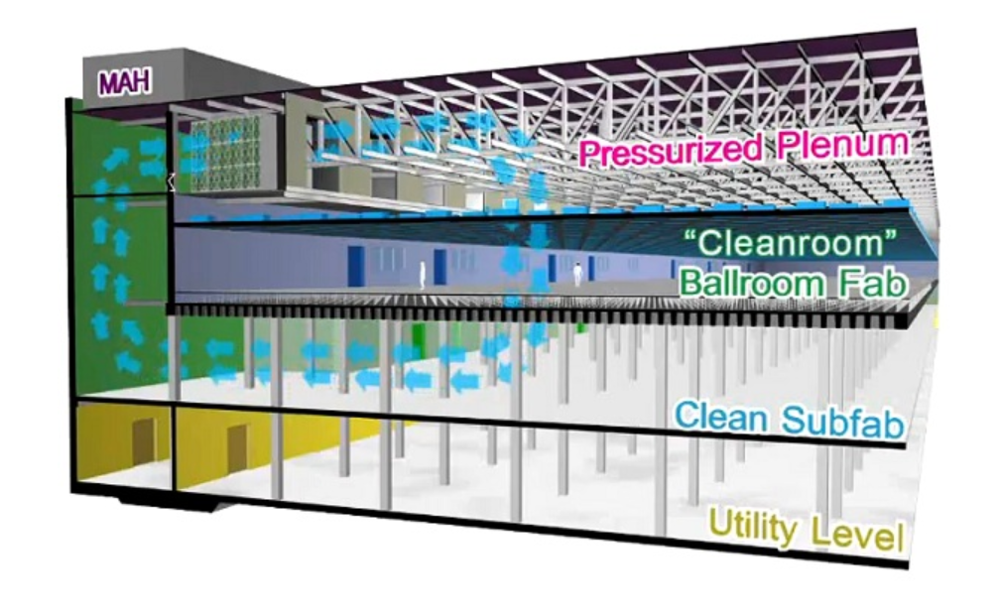 MAH
Pressurized Plenum
“Cleanroom”
Ballroom Fab
Clean Subfab
Utility Level